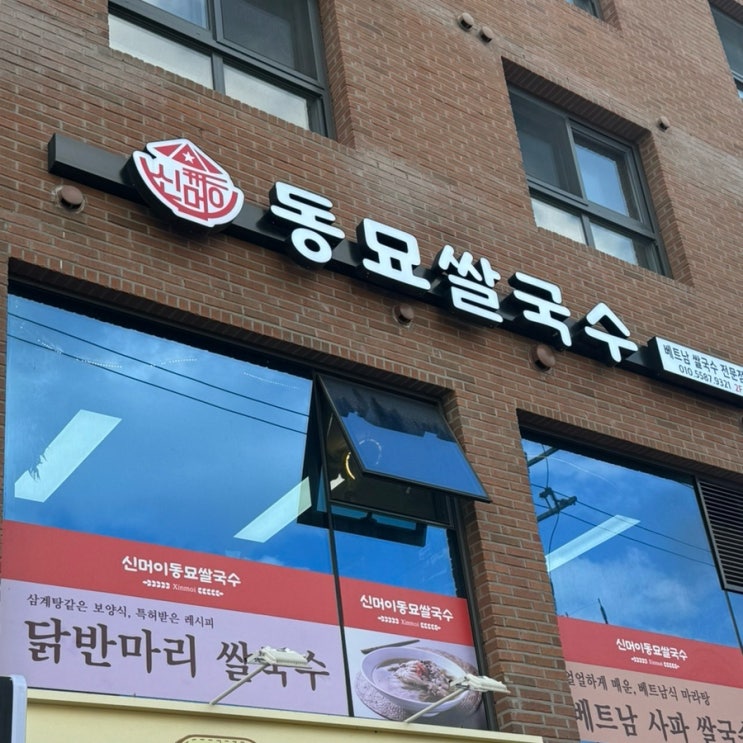 신머이
동묘쌀국수
베트남 쌀국수 전문점
010.5587.9321 2F
신머이동묘쌀국수
Xinmoi
삼계탕같은 보양식, 특허받은 레시피
닭반마리 쌀국수
신머이동묘쌀국수
Xinmoi
신머이동묘쌀국수
Xinmoi
얼얼하게 매운, 베트남식 마라탕
베트남 사파 쌀국수